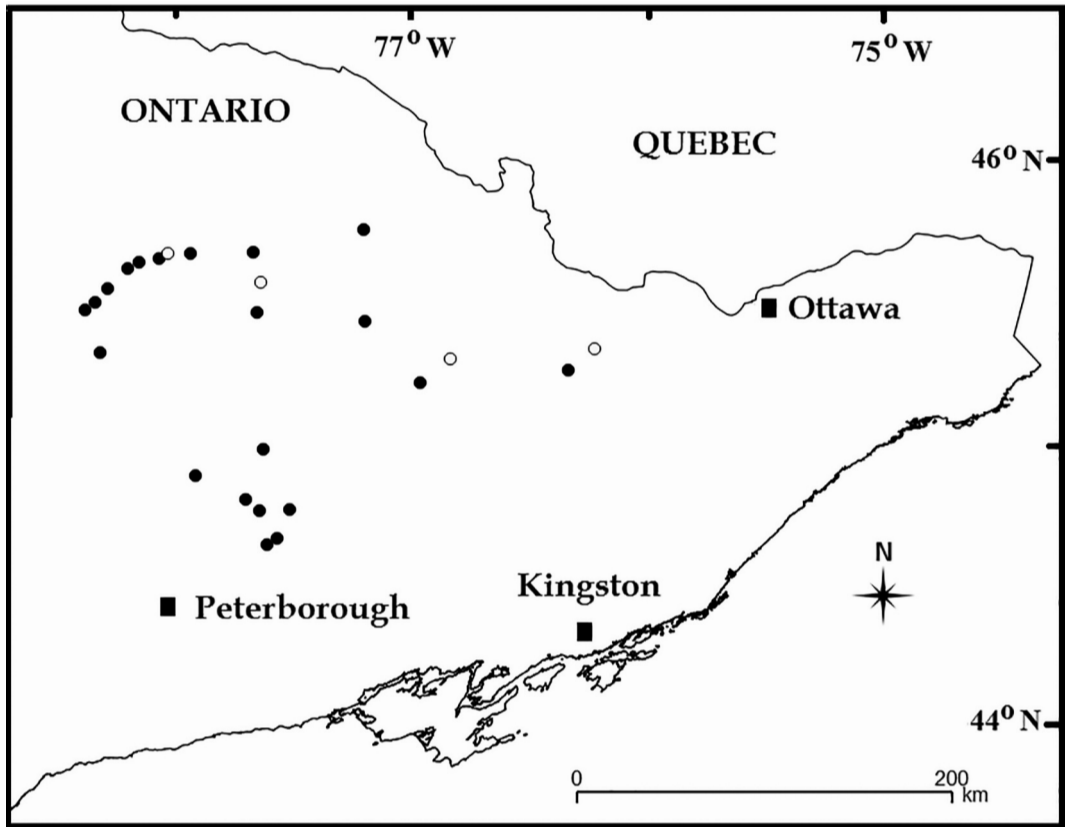 77° W
75° W
ONTARIO
QUEBEC
46° N
Ottawa
N
Kingston
Peterborough
44° N
0
200
km